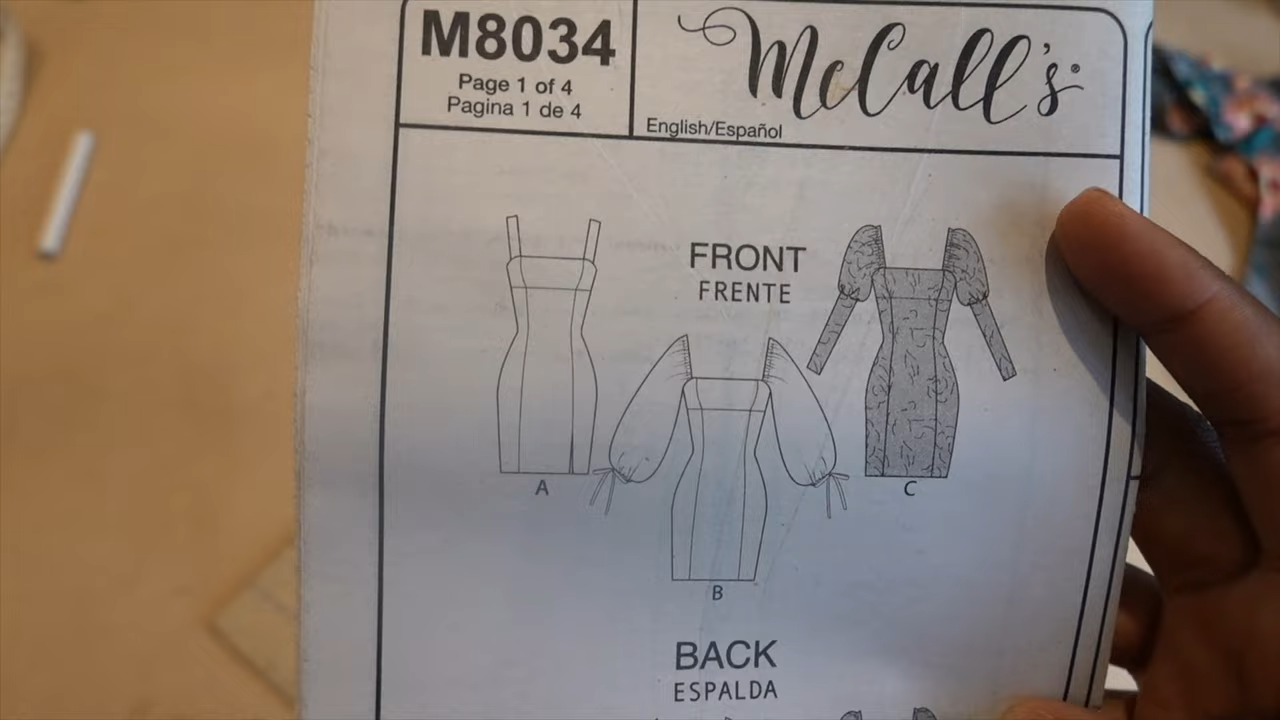 M8034
Page 1 of 4
Pagina 1 de 4
McCall's®
English/Español
FRONT
FRENTE
A
B
C
BACK
ESPALDA